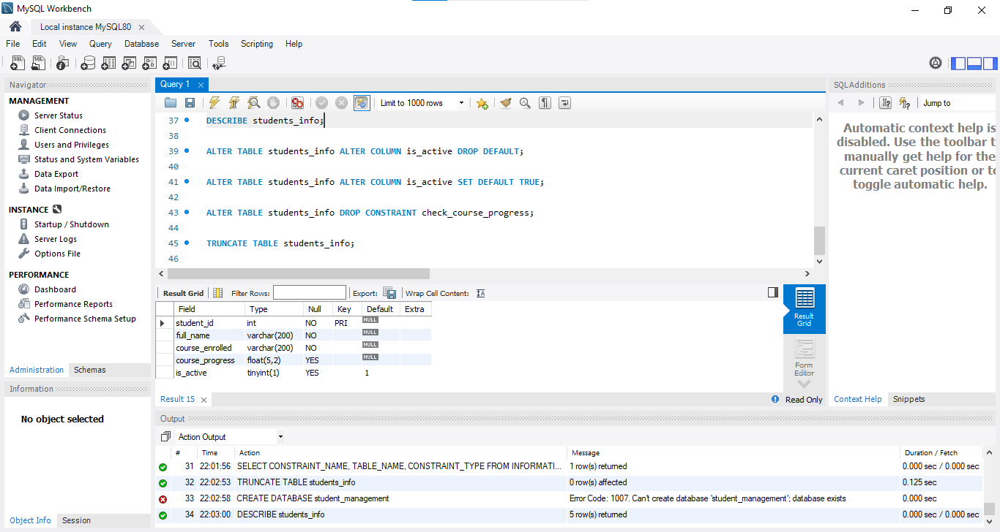 MySQL Workbench
Local instance MySQL80
File Edit View Query Database Server Tools Scripting Help
Navigator
MANAGEMENT
Server Status
Client Connections
Users and Privileges
Status and System Variables
Data Export
Data Import/Restore
INSTANCE
Startup / Shutdown
Server Logs
Options File
PERFORMANCE
Dashboard
Performance Reports
Performance Schema Setup
Administration Schemas
Information
No object selected
Object Info Session
Query 1
Limit to 1000 rows
37 DESCRIBE students_info;
38
39 ALTER TABLE students_info ALTER COLUMN is_active DROP DEFAULT;
40
41 ALTER TABLE students_info ALTER COLUMN is_active SET DEFAULT TRUE;
42
43 ALTER TABLE students_info DROP CONSTRAINT check_course_progress;
44
45 TRUNCATE TABLE students_info;
46
Result Grid Filter Rows: Export: Wrap Cell Content:
Field Type Null Key Default Extra
student_id int NO PRI NULL
full_name varchar(200) NO NULL
course_enrolled varchar(200) NO NULL
course_progress float(5,2) YES NULL
is_active tinyint(1) YES 1
Result Grid
Form Editor
Result 15
Read Only
SQLAdditions
Jump to
Automatic context help is
disabled. Use the toolbar t
manually get help for the
current caret position or to
toggle automatic help.
Context Help Snippets
Output
Action Output
# Time Action Message Duration / Fetch
31 22:01:56 SELECT CONSTRAINT_NAME, TABLE_NAME, CONSTRAINT_TYPE FROM INFORMATI... 1 row(s) returned 0.000 sec / 0.000 sec
32 22:02:53 TRUNCATE TABLE students_info 0 row(s) affected 0.125 sec
33 22:02:58 CREATE DATABASE student_management Error Code: 1007. Can't create database 'student_management'; database exists 0.000 sec
34 22:03:00 DESCRIBE students_info 5 row(s) returned 0.000 sec / 0.000 sec